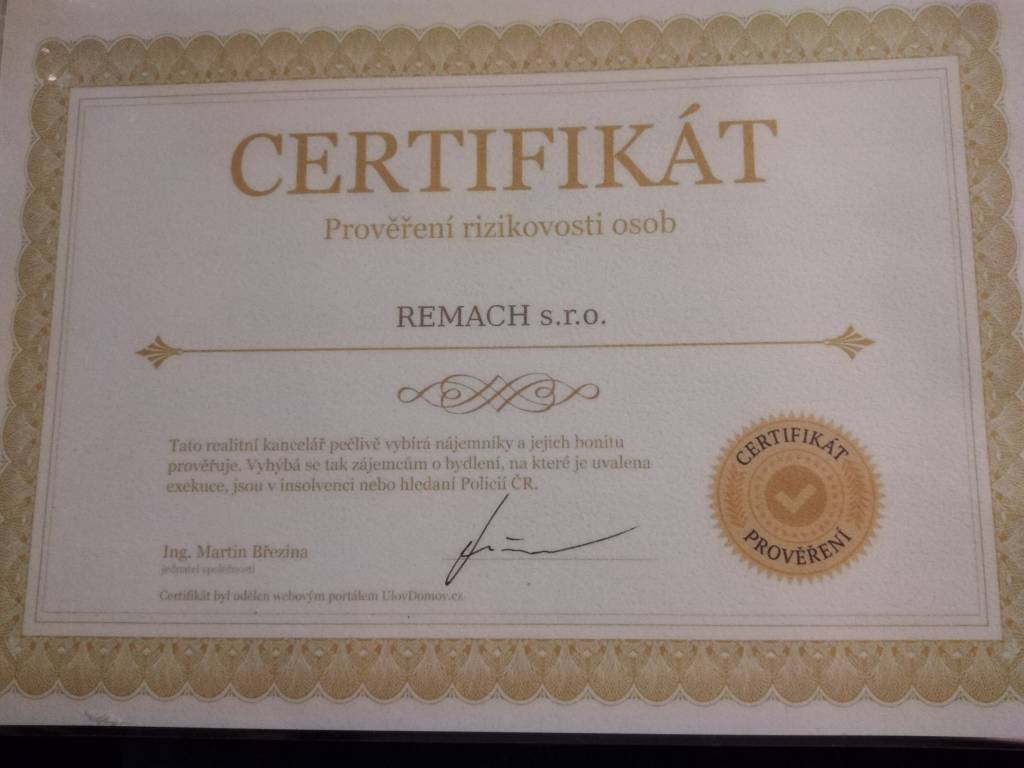 CERTIFIKÁT
Prověření rizikovosti osob
REMACH s.r.o.
Tato realitní kancelář pečlivě vybírá nájemníky a jejich bonitu
prověřuje. Vyhýbá se tak zájemcům o bydlení, na které je uvalena
exekuce, jsou v insolvenci nebo hledaní Policií ČR.
CERTIFIKÁT
PROVĚŘENÍ
Ing. Martin Březina
jednatel společnosti
Certifikát byl udělen webovým portálem UlovDomov.cz